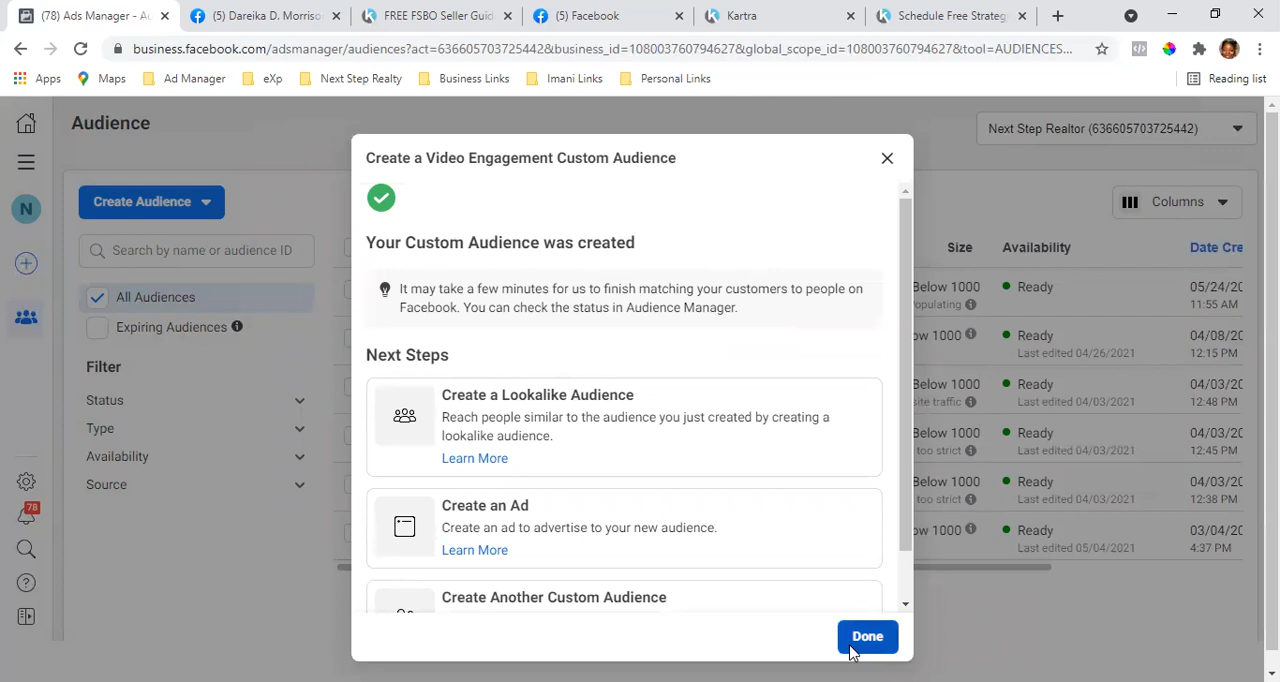 (78) Ads Manager - A
(5) Dareika D. Morriso
FREE FSBO Seller Guid
(5) Facebook
Kartra
Schedule Free Strateg
business.facebook.com/adsmanager/audiences?act=636605703725442&business_id=10800376079462​7&global_scope_id=108003760794627&tool=AUDIENCES...
Apps
Maps
Ad Manager
eXp
Next Step Realty
Business Links
Imani Links
Personal Links
Reading list
Audience
Next Step Realtor (636605703725442)
Create a Video Engagement Custom Audience
N
Create Audience
Columns
Your Custom Audience was created
Search by name or audience ID
Size
Availability
Date Cre
It may take a few minutes for us to finish matching your customers to people on
Facebook. You can check the status in Audience Manager.
All Audiences
Below 1000
Ready
05/24/20
opulating
11:55 AM
Expiring Audiences
ow 1000
Ready
04/08/20
Last edited 04/26/2021
12:15 PM
Next Steps
Filter
Below 1000
Ready
04/03/20
site traffic
Last edited 04/03/2021
12:48 PM
Create a Lookalike Audience
Reach people similar to the audience you just created by creating a
lookalike audience.
Learn More
Status
Type
Availability
Source
Below 1000
Ready
04/03/20
too strict
Last edited 04/03/2021
12:45 PM
Below 1000
Ready
04/03/20
too strict
Last edited 04/03/2021
12:38 PM
78
Create an Ad
Create an ad to advertise to your new audience.
Learn More
ow 1000
Ready
03/04/20
Last edited 05/04/2021
4:37 PM
Create Another Custom Audience
Done